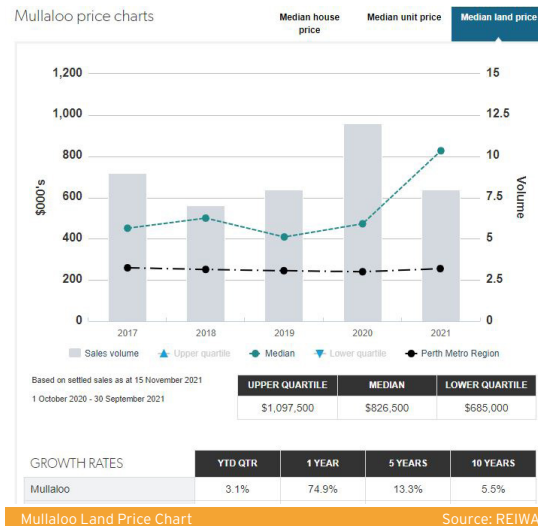 Mullaloo price charts
Median house price
Median unit price
Median land price
1,200
1,000
800
600
400
200
0
$000's
15
12.5
10
7.5
5
2.5
0
Volume
2017 2018 2019 2020 2021
Sales volume Upper quartile Median Lower quartile Perth Metro Region
Based on settled sales as at 15 November 2021
1 October 2020 - 30 September 2021
UPPER QUARTILE MEDIAN LOWER QUARTILE
$1,097,500 $826,500 $685,000
GROWTH RATES YTD QTR 1 YEAR 5 YEARS 10 YEARS
Mullaloo 3.1% 74.9% 13.3% 5.5%
Mullaloo Land Price Chart Source: REIWA